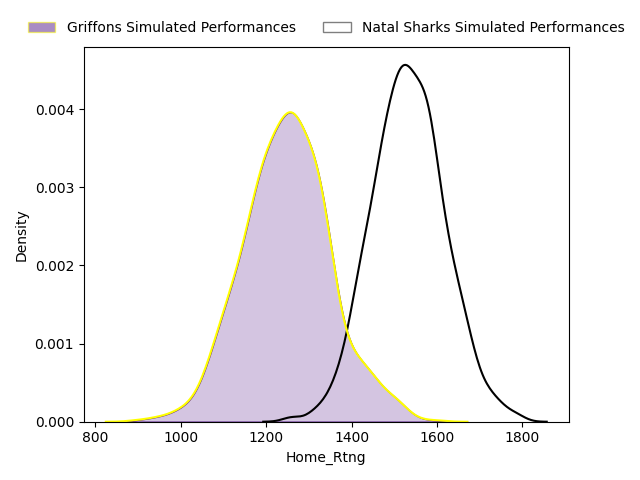 Griffons Simulated Performances
Natal Sharks Simulated Performances
Density
0.004
0.003
0.002
0.001
0.000
800 1000 1200 1400 1600 1800
Home_Rtng